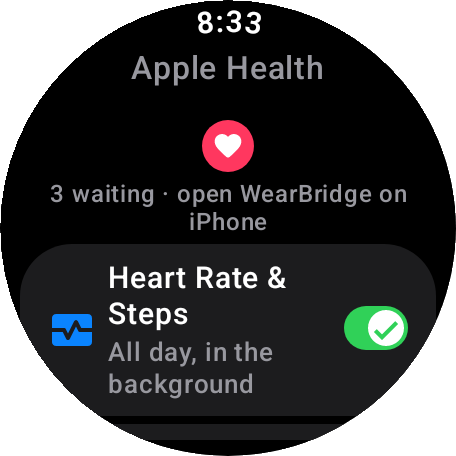 8:33
Apple Health
3 waiting · open WearBridge on
iPhone
Heart Rate &
Steps
All day, in the
background